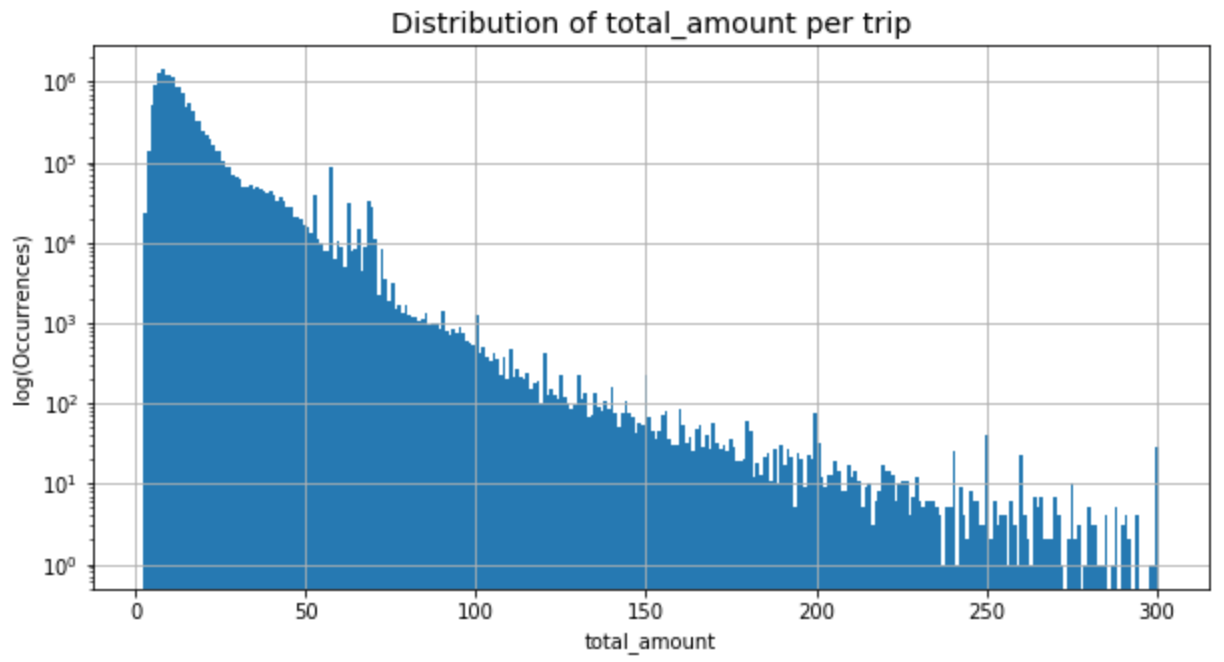 Distribution of total_amount per trip
10⁶
10⁵
10⁴
10³
10²
10¹
10⁰
log(Occurrences)
0 50 100 150 200 250 300
total_amount